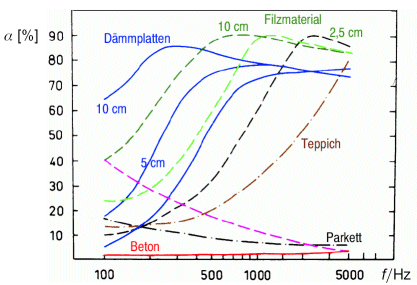 Filzmaterial
α [%]
Dämmplatten
10 cm
2,5 cm
90
80
70
10 cm
60
50
5 cm
Teppich
40
30
20
10
Beton
Parkett
100
500
1000
5000
f/Hz